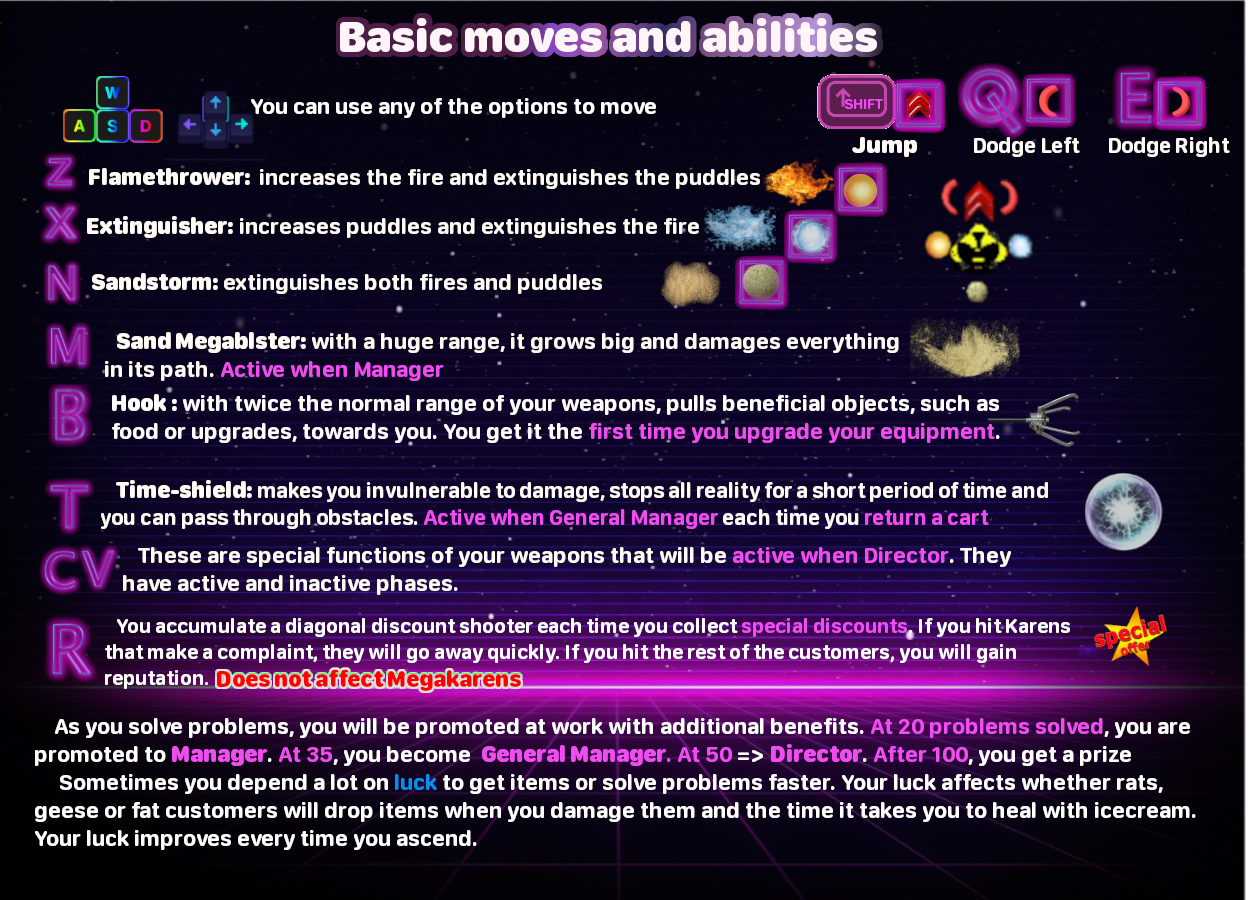 Basic moves and abilities
W
A S D
You can use any of the options to move
SHIFT
Q
E
Jump
Dodge Left
Dodge Right
Z Flamethrower: increases the fire and extinguishes the puddles
X Extinguisher: increases puddles and extinguishes the fire
N Sandstorm: extinguishes both fires and puddles
M Sand Megablster: with a huge range, it grows big and damages everything
in its path. Active when Manager
B Hook : with twice the normal range of your weapons, pulls beneficial objects, such as
food or upgrades, towards you. You get it the first time you upgrade your equipment.
T Time-shield: makes you invulnerable to damage, stops all reality for a short period of time and
you can pass through obstacles. Active when General Manager each time you return a cart
C V These are special functions of your weapons that will be active when Director. They
have active and inactive phases.
R You accumulate a diagonal discount shooter each time you collect special discounts. If you hit Karens
that make a complaint, they will go away quickly. If you hit the rest of the customers, you will gain
reputation. Does not affect Megakarens
special
offer
As you solve problems, you will be promoted at work with additional benefits. At 20 problems solved, you are
promoted to Manager. At 35, you become General Manager. At 50 => Director. After 100, you get a prize
Sometimes you depend a lot on luck to get items or solve problems faster. Your luck affects whether rats,
geese or fat customers will drop items when you damage them and the time it takes you to heal with icecream.
Your luck improves every time you ascend.